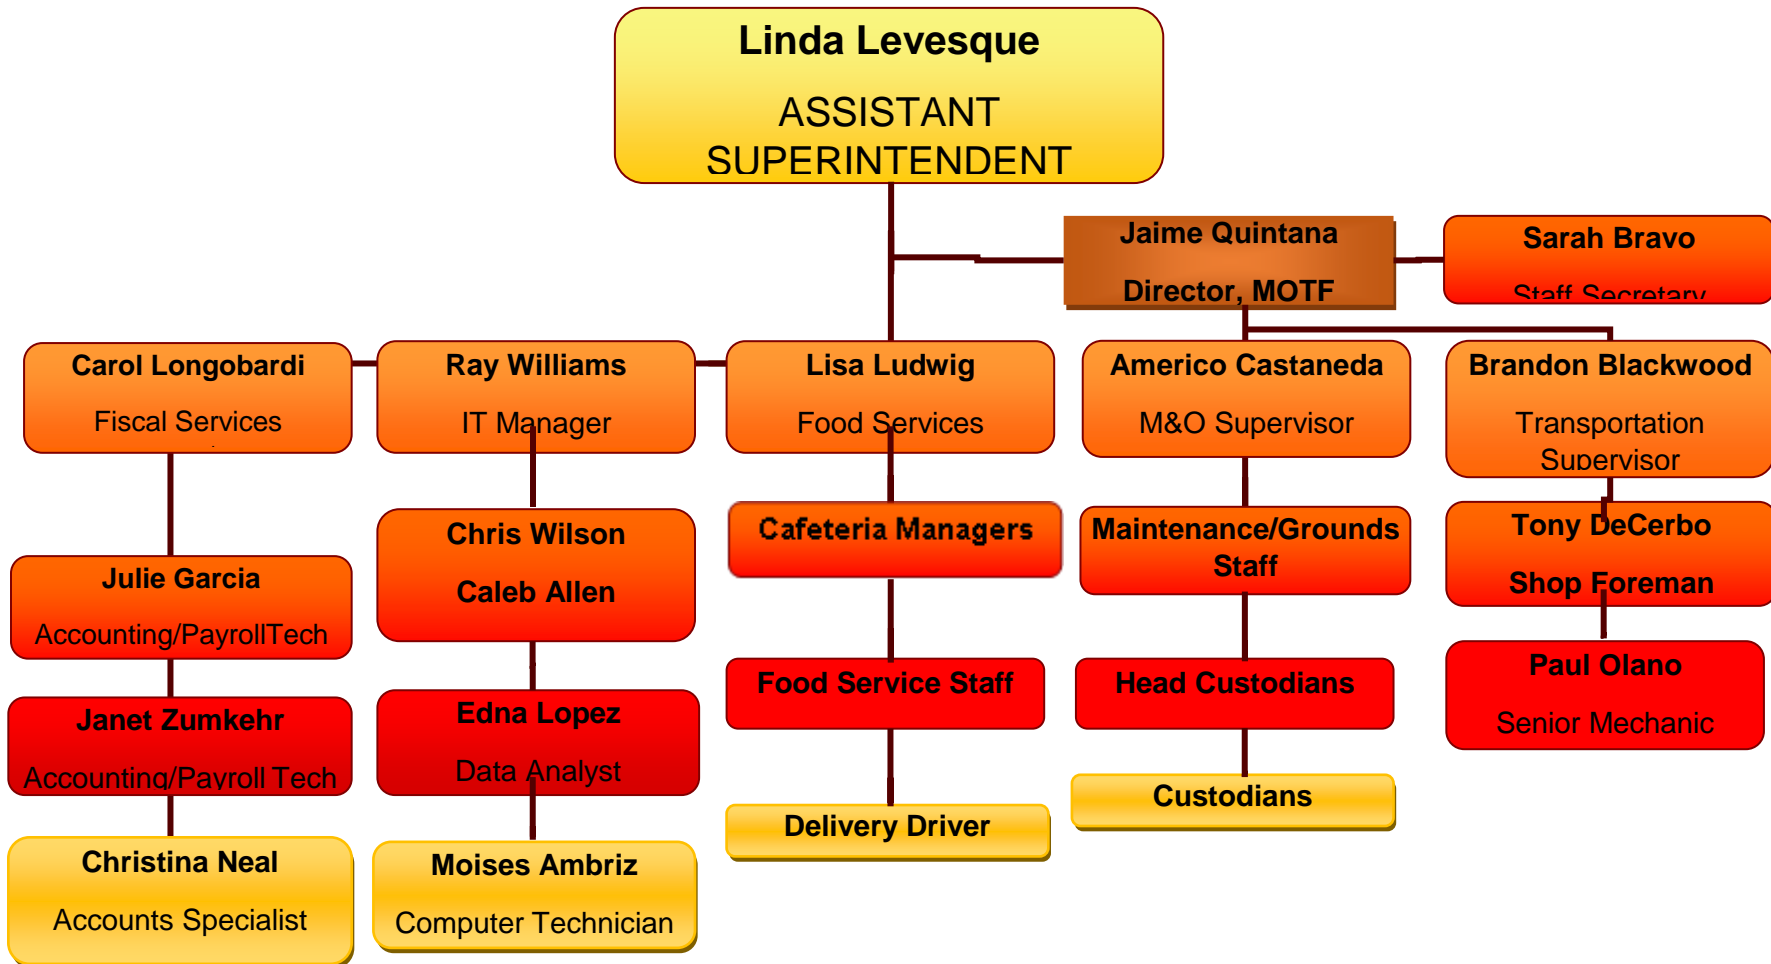 Linda Levesque
ASSISTANT
SUPERINTENDENT
Jaime Quintana
Director, MOTF
Sarah Bravo
Staff Secretary
Carol Longobardi
Fiscal Services
Ray Williams
IT Manager
Lisa Ludwig
Food Services
Americo Castaneda
M&O Supervisor
Brandon Blackwood
Transportation
Supervisor
Julie Garcia
Accounting/PayrollTech
Chris Wilson
Caleb Allen
Cafeteria Managers
Maintenance/Grounds
Staff
Tony DeCerbo
Shop Foreman
Janet Zumkehr
Accounting/Payroll Tech
Edna Lopez
Data Analyst
Food Service Staff
Head Custodians
Paul Olano
Senior Mechanic
Christina Neal
Accounts Specialist
Moises Ambriz
Computer Technician
Delivery Driver
Custodians